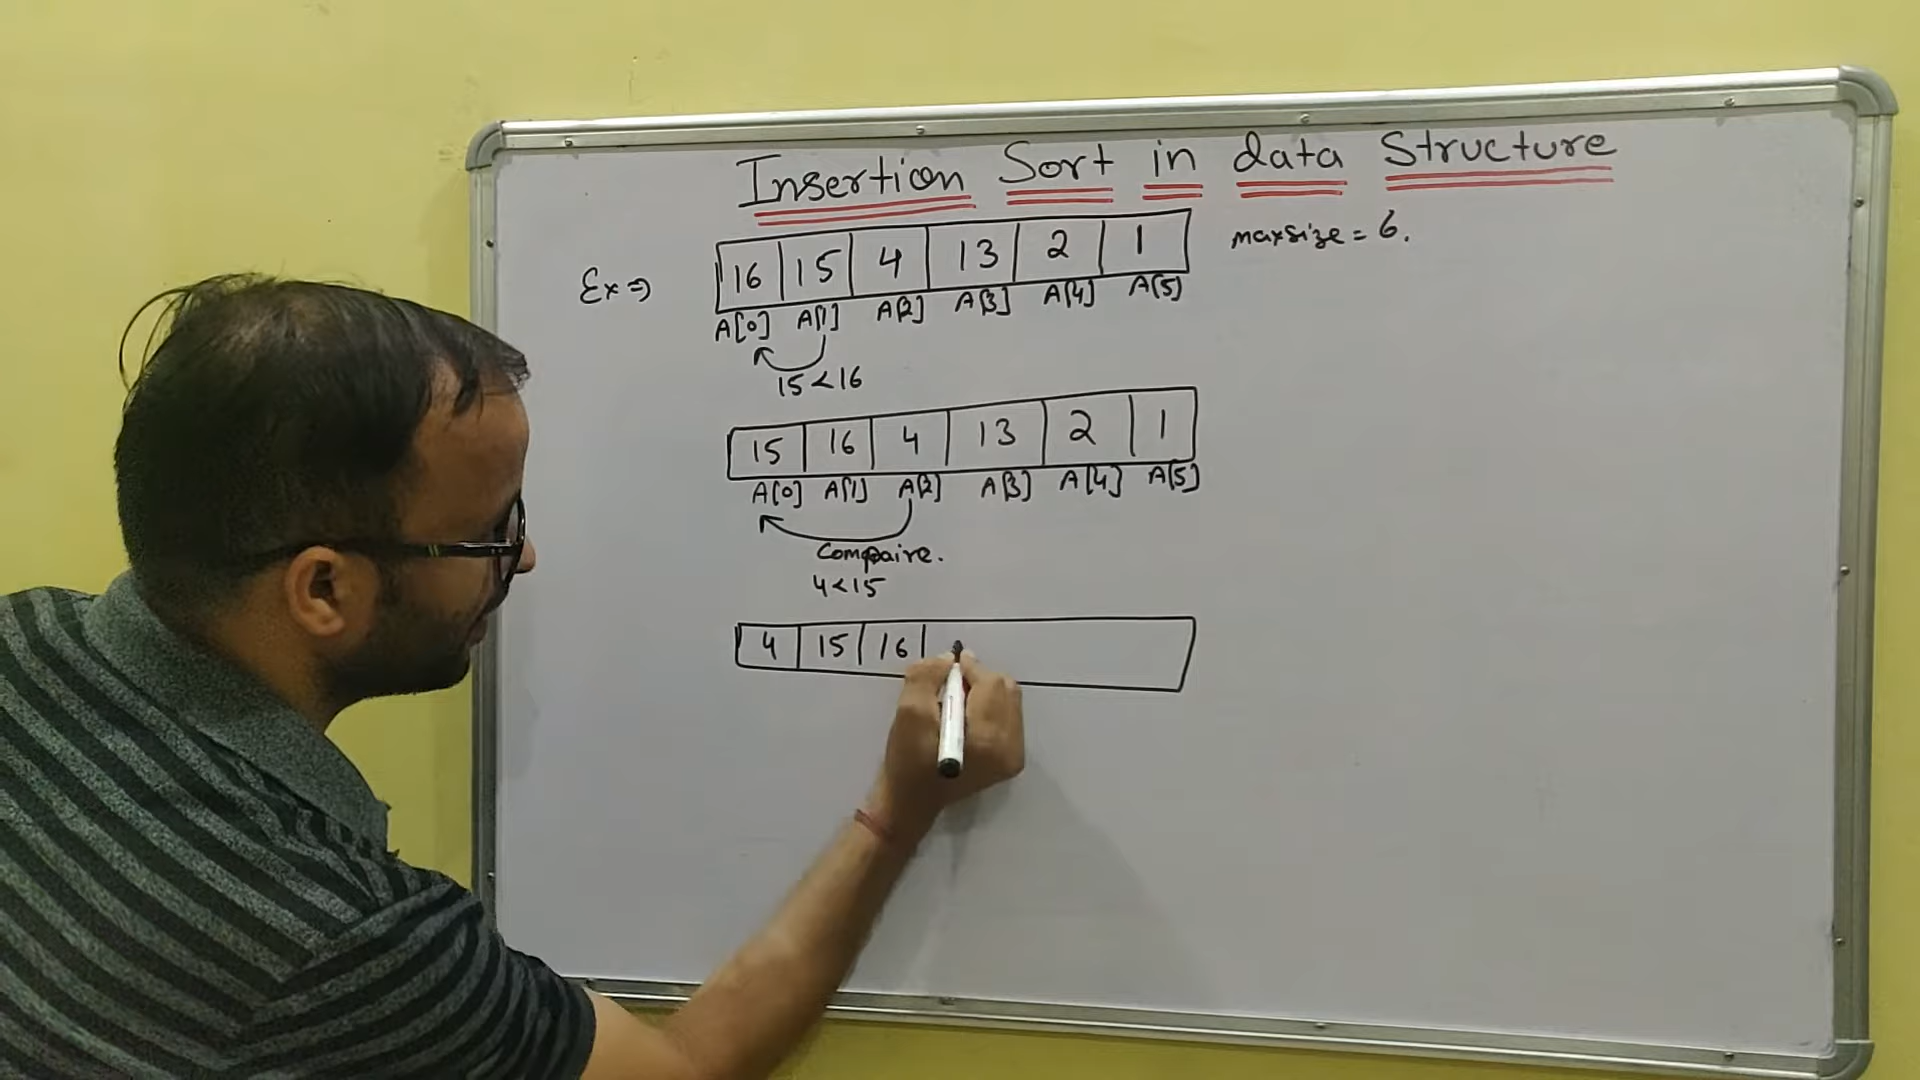 Insertion Sort in data Structure
maxsize = 6.
Ex ⇒ 16 15 4 13 2 1
A[0] A[1] A[2] A[3] A[4] A[5]
15 < 16
15 16 4 13 2 1
A[0] A[1] A[2] A[3] A[4] A[5]
Compaire.
4 < 15
4 15 16